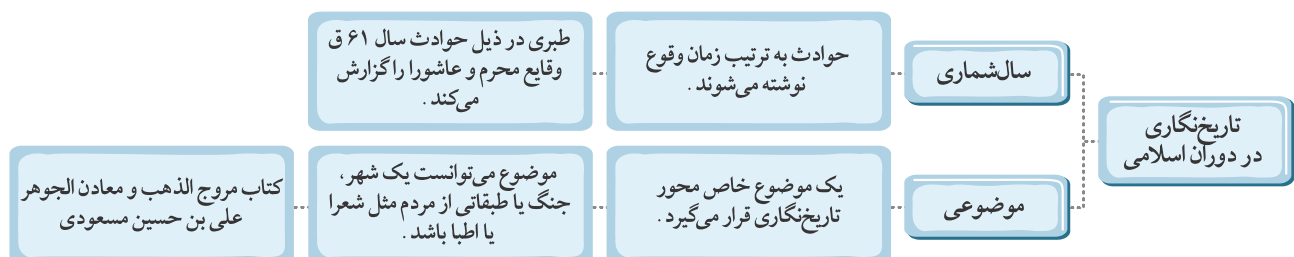 تاریخ‌نگاری
در دوران اسلامی
سال‌شماری
حوادث به ترتیب زمان وقوع
نوشته می‌شوند .
طبری در ذیل حوادث سال ۶۱ ق
وقایع محرم و عاشورا را گزارش
می‌کند .
موضوعی
یک موضوع خاص محور
تاریخ‌نگاری قرار می‌گیرد .
موضوع می‌توانست یک شهر،
جنگ یا طبقاتی از مردم مثل شعرا
یا اطبا باشد .
کتاب مروج الذهب و معادن الجوهر
علی بن حسین مسعودی